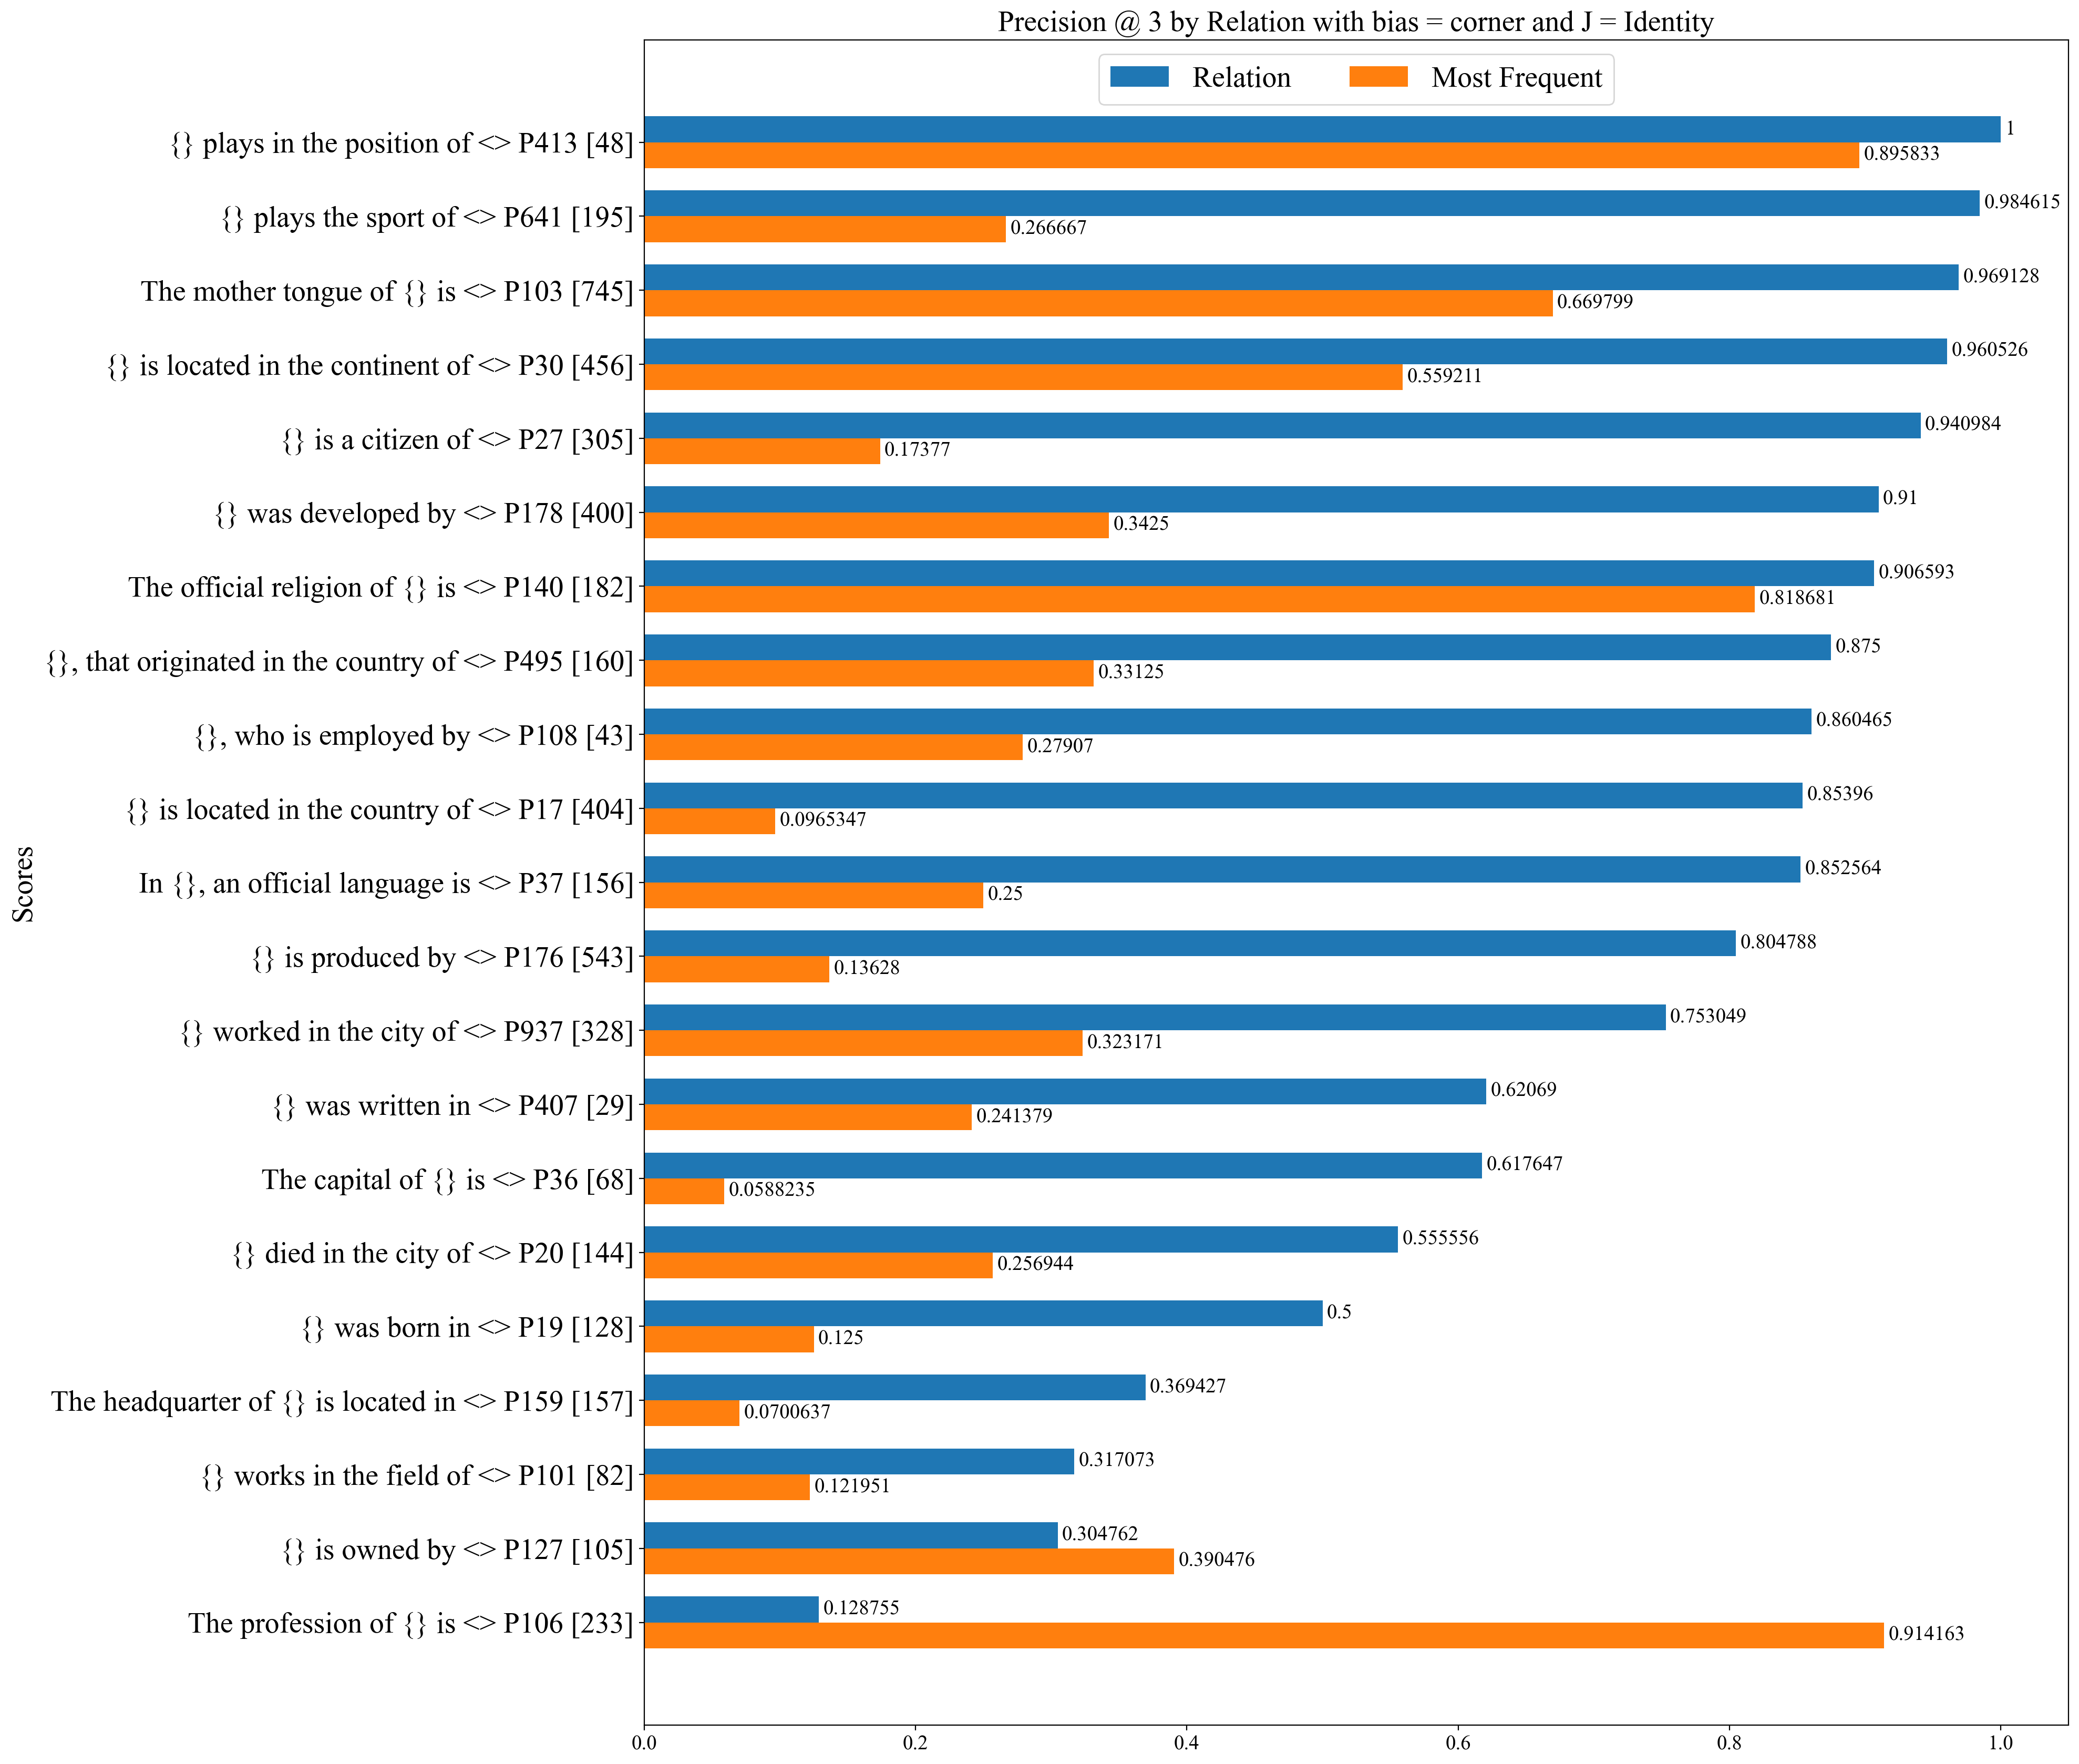 Precision @ 3 by Relation with bias = corner and J = Identity
Relation
Most Frequent
Scores
{} plays in the position of <> P413 [48]
1
0.895833
{} plays the sport of <> P641 [195]
0.984615
0.266667
The mother tongue of {} is <> P103 [745]
0.969128
0.669799
{} is located in the continent of <> P30 [456]
0.960526
0.559211
{} is a citizen of <> P27 [305]
0.940984
0.17377
{} was developed by <> P178 [400]
0.91
0.3425
The official religion of {} is <> P140 [182]
0.906593
0.818681
{}, that originated in the country of <> P495 [160]
0.875
0.33125
{}, who is employed by <> P108 [43]
0.860465
0.27907
{} is located in the country of <> P17 [404]
0.85396
0.0965347
In {}, an official language is <> P37 [156]
0.852564
0.25
{} is produced by <> P176 [543]
0.804788
0.13628
{} worked in the city of <> P937 [328]
0.753049
0.323171
{} was written in <> P407 [29]
0.62069
0.241379
The capital of {} is <> P36 [68]
0.617647
0.0588235
{} died in the city of <> P20 [144]
0.555556
0.256944
{} was born in <> P19 [128]
0.5
0.125
The headquarter of {} is located in <> P159 [157]
0.369427
0.0700637
{} works in the field of <> P101 [82]
0.317073
0.121951
{} is owned by <> P127 [105]
0.304762
0.390476
The profession of {} is <> P106 [233]
0.128755
0.914163
0.0
0.2
0.4
0.6
0.8
1.0